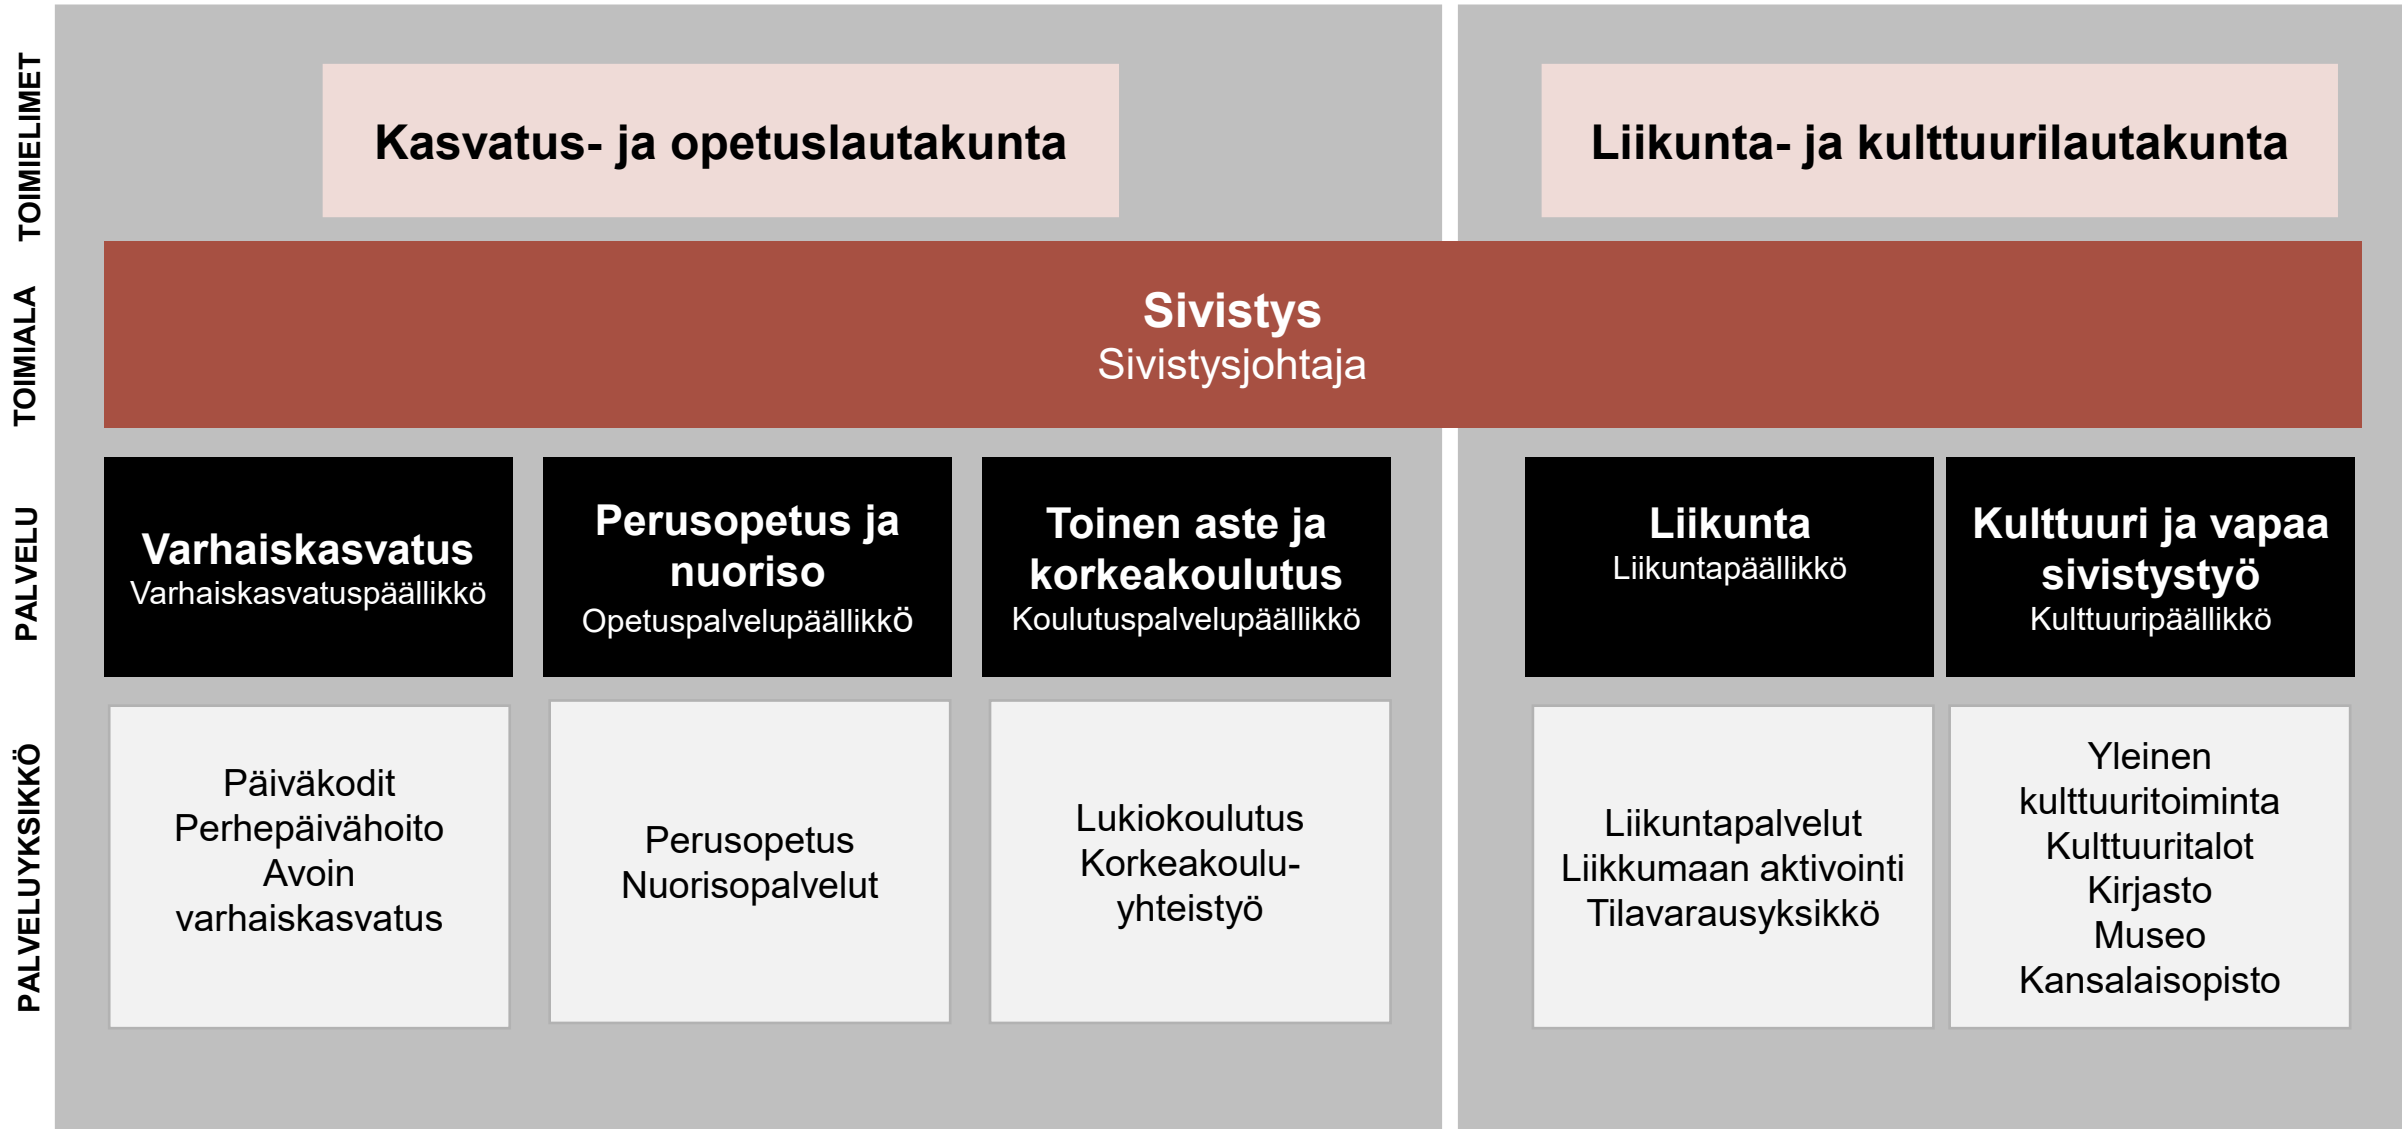 TOIMIELIMET
Kasvatus- ja opetuslautakunta
Liikunta- ja kulttuurilautakunta
TOIMIALA
Sivistys
Sivistysjohtaja
PALVELU
Varhaiskasvatus
Varhaiskasvatuspäällikkö
Perusopetus ja
nuoriso
Opetuspalvelupäällikkö
Toinen aste ja
korkeakoulutus
Koulutuspalvelupäällikkö
Liikunta
Liikuntapäällikkö
Kulttuuri ja vapaa
sivistystyö
Kulttuuripäällikkö
PALVELUYKSIKKÖ
Päiväkodit
Perhepäivähoito
Avoin
varhaiskasvatus
Perusopetus
Nuorisopalvelut
Lukiokoulutus
Korkeakoulu-
yhteistyö
Liikuntapalvelut
Liikkumaan aktivointi
Tilavarausyksikkö
Yleinen
kulttuuritoiminta
Kulttuuritalot
Kirjasto
Museo
Kansalaisopisto